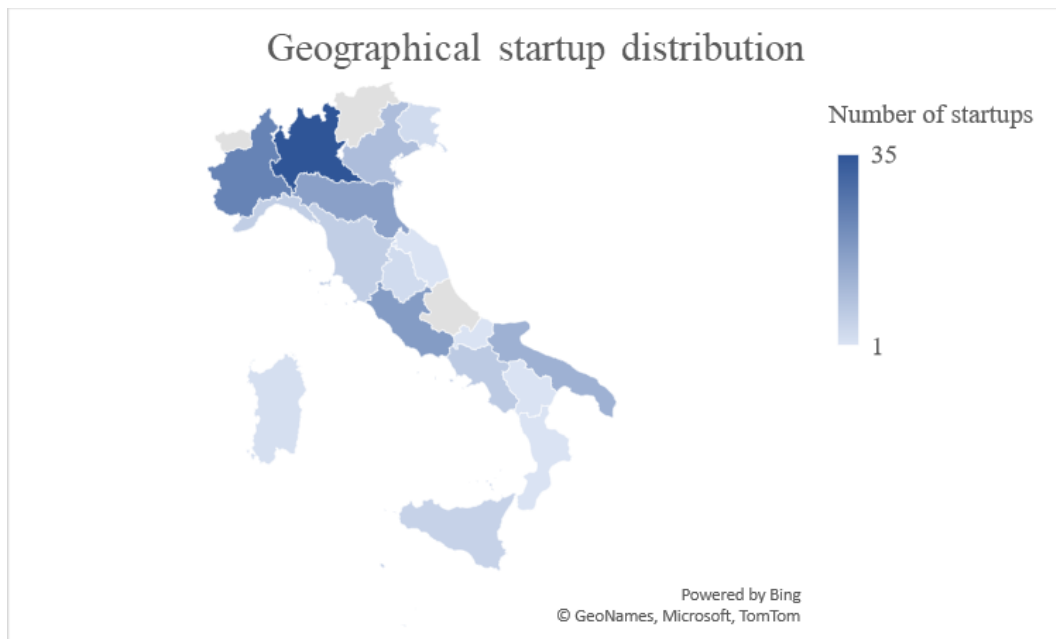 Geographical startup distribution
Number of startups
35
1
Powered by Bing
© GeoNames, Microsoft, TomTom